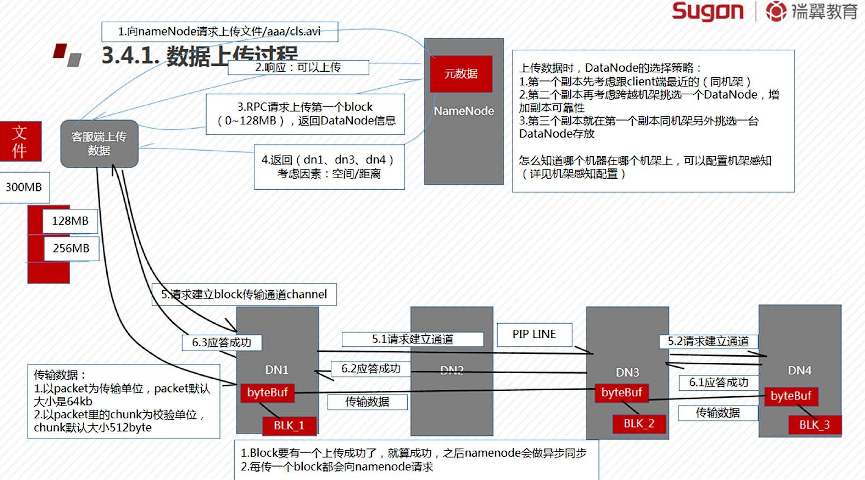 Sugon 瑞翼教育
3.4.1. 数据上传过程
1.向nameNode请求上传文件/aaa/cls.avi
2.响应：可以上传
3.RPC请求上传第一个block
（0~128MB），返回DataNode信息
4.返回（dn1、dn3、dn4）
考虑因素：空间/距离
元数据
NameNode
上传数据时，DataNode的选择策略：
1.第一个副本先考虑跟client端最近的（同机架）
2.第二个副本再考虑跨越机架挑选一个DataNode，增
加副本可靠性
3.第三个副本就在第一个副本同机架另外挑选一台
DataNode存放
怎么知道哪个机器在哪个机架上，可以配置机架感知
（详见机架感知配置）
文
件
客户端上传
数据
300MB
128MB
256MB
5.请求建立block传输通道channel
6.3应答成功
5.1请求建立通道
PIP LINE
5.2请求建立通道
DN1
6.2应答成功
DN2
DN3
DN4
6.1应答成功
byteBuf
传输数据
byteBuf
byteBuf
传输数据
BLK_1
BLK_2
BLK_3
传输数据：
1.以packet为传输单位，packet默认
大小是64kb
2.以packet里的chunk为校验单位，
chunk默认大小512byte
1.Block要有一个上传成功了，就算成功，之后namenode会做异步同步
2.每传一个block都会向namenode请求